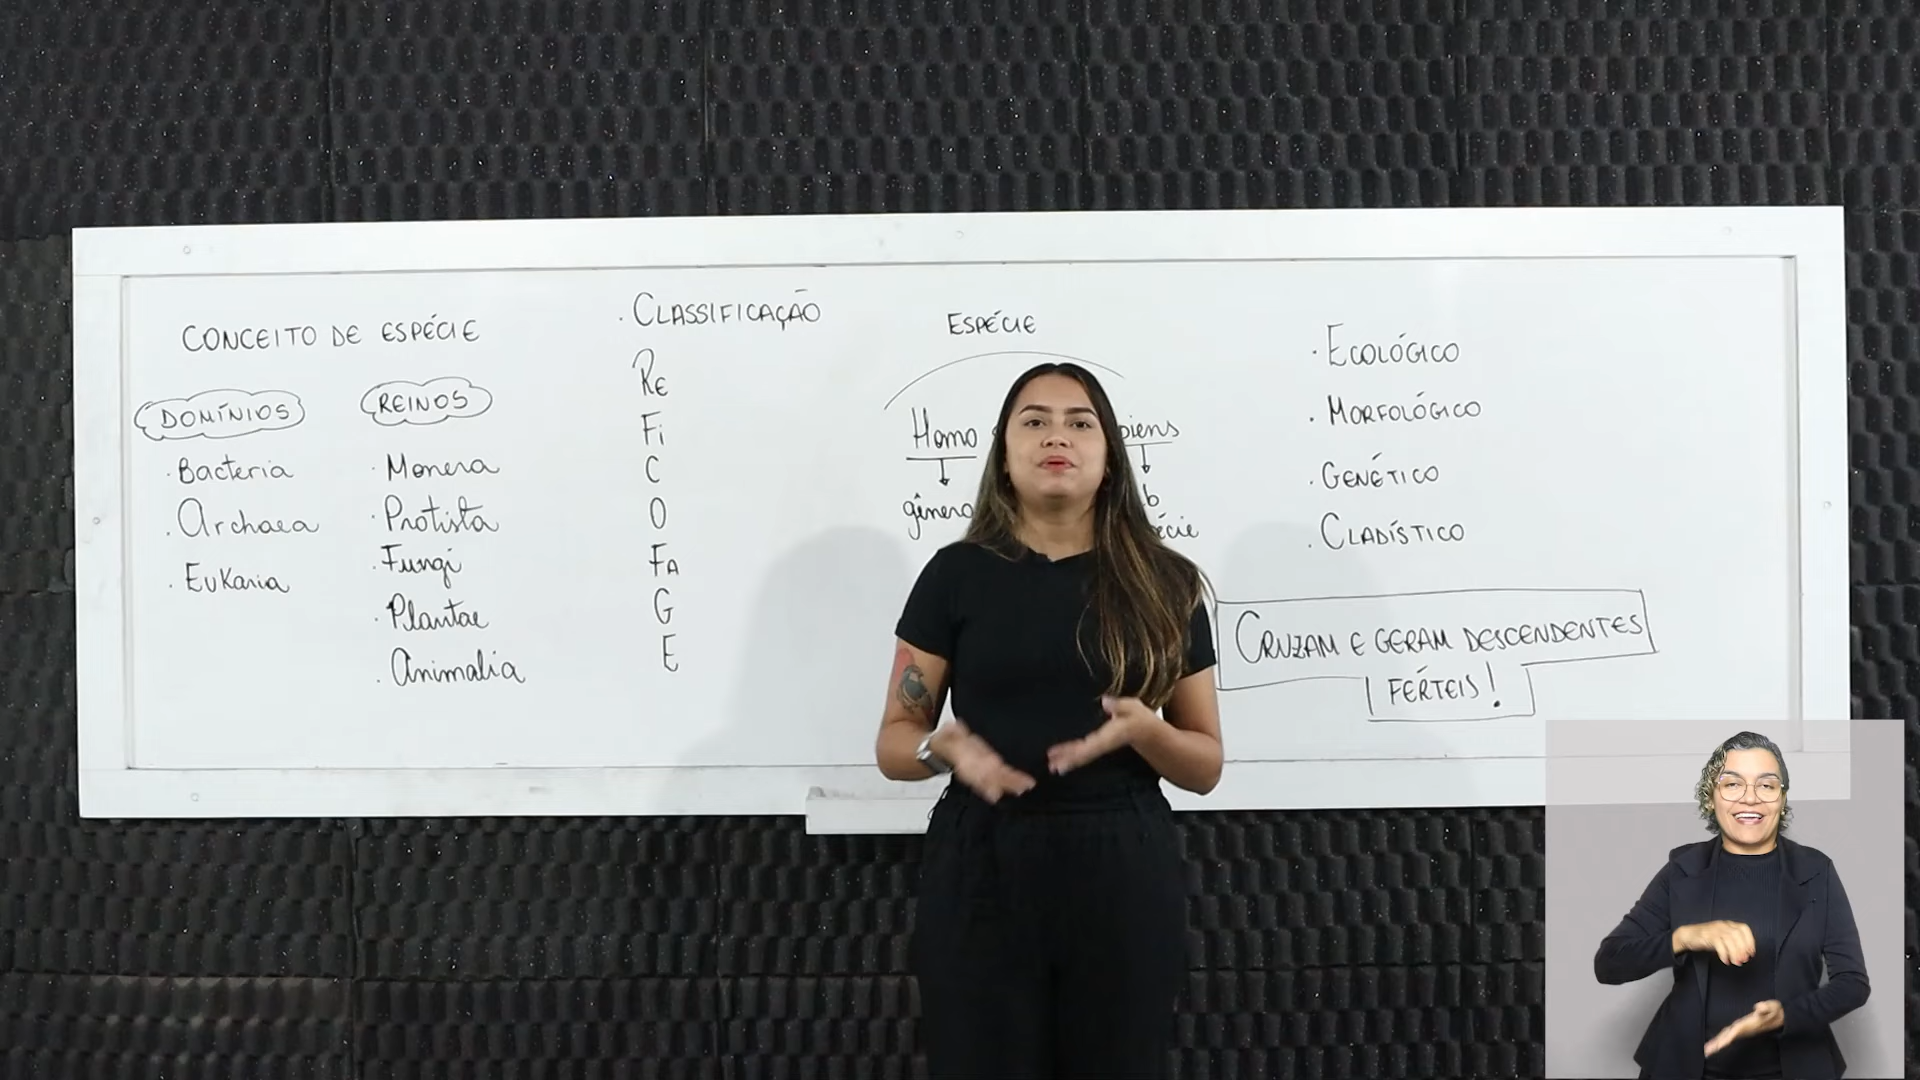 CONCEITO DE ESPÉCIE
DOMÍNIOS
· Bacteria
· Archaea
· Eukaria
REINOS
· Monera
· Protista
· Fungi
· Plantae
· Animalia
· CLASSIFICAÇÃO
RE
Fi
C
O
FA
G
E
ESPÉCIE
Homo
gênero
· ECOLÓGICO
· MORFOLÓGICO
· GENÉTICO
· CLADÍSTICO
CRUZAM E GERAM DESCENDENTES
FÉRTEIS!